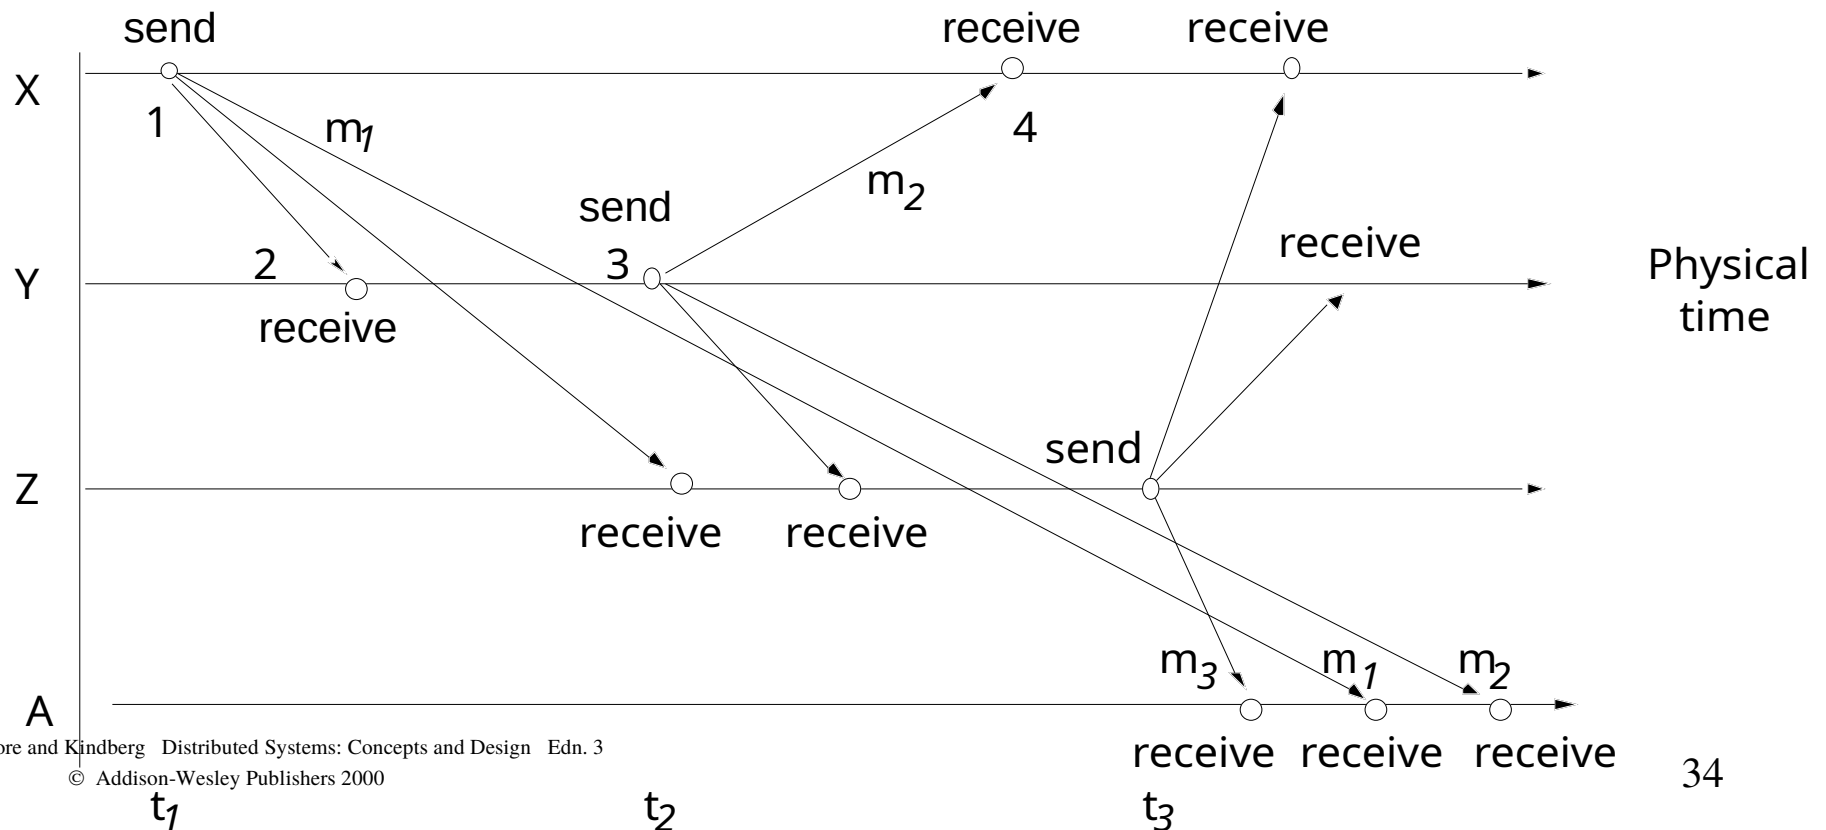 send
receive
receive
X
1
m1
4
m2
send
receive
2
3
Y
Physical
time
receive
send
Z
receive
receive
m3
m1
m2
A
ore and Kindberg Distributed Systems: Concepts and Design Edn. 3
© Addison-Wesley Publishers 2000
receive
receive
receive
34
t1
t2
t3